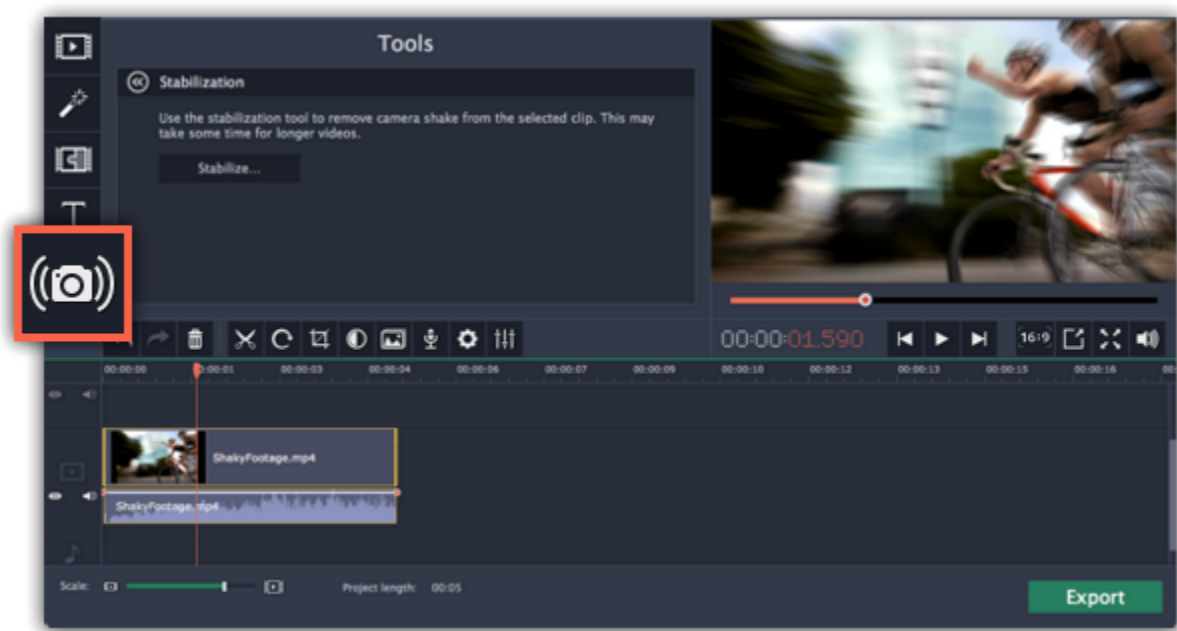 Tools
Stabilization
Use the stabilization tool to remove camera shake from the selected clip. This may
take some time for longer videos.
Stabilize...
T
00:00:01.590
16:9
00:00:00 00:00:01 00:00:03 00:00:04 00:00:06 00:00:07 00:00:09 00:00:10 00:00:12 00:00:13 00:00:15 00:00:16 00:
ShakyFootage.mp4
ShakyFootage.mp4
Scale: Project length: 00:05
Export